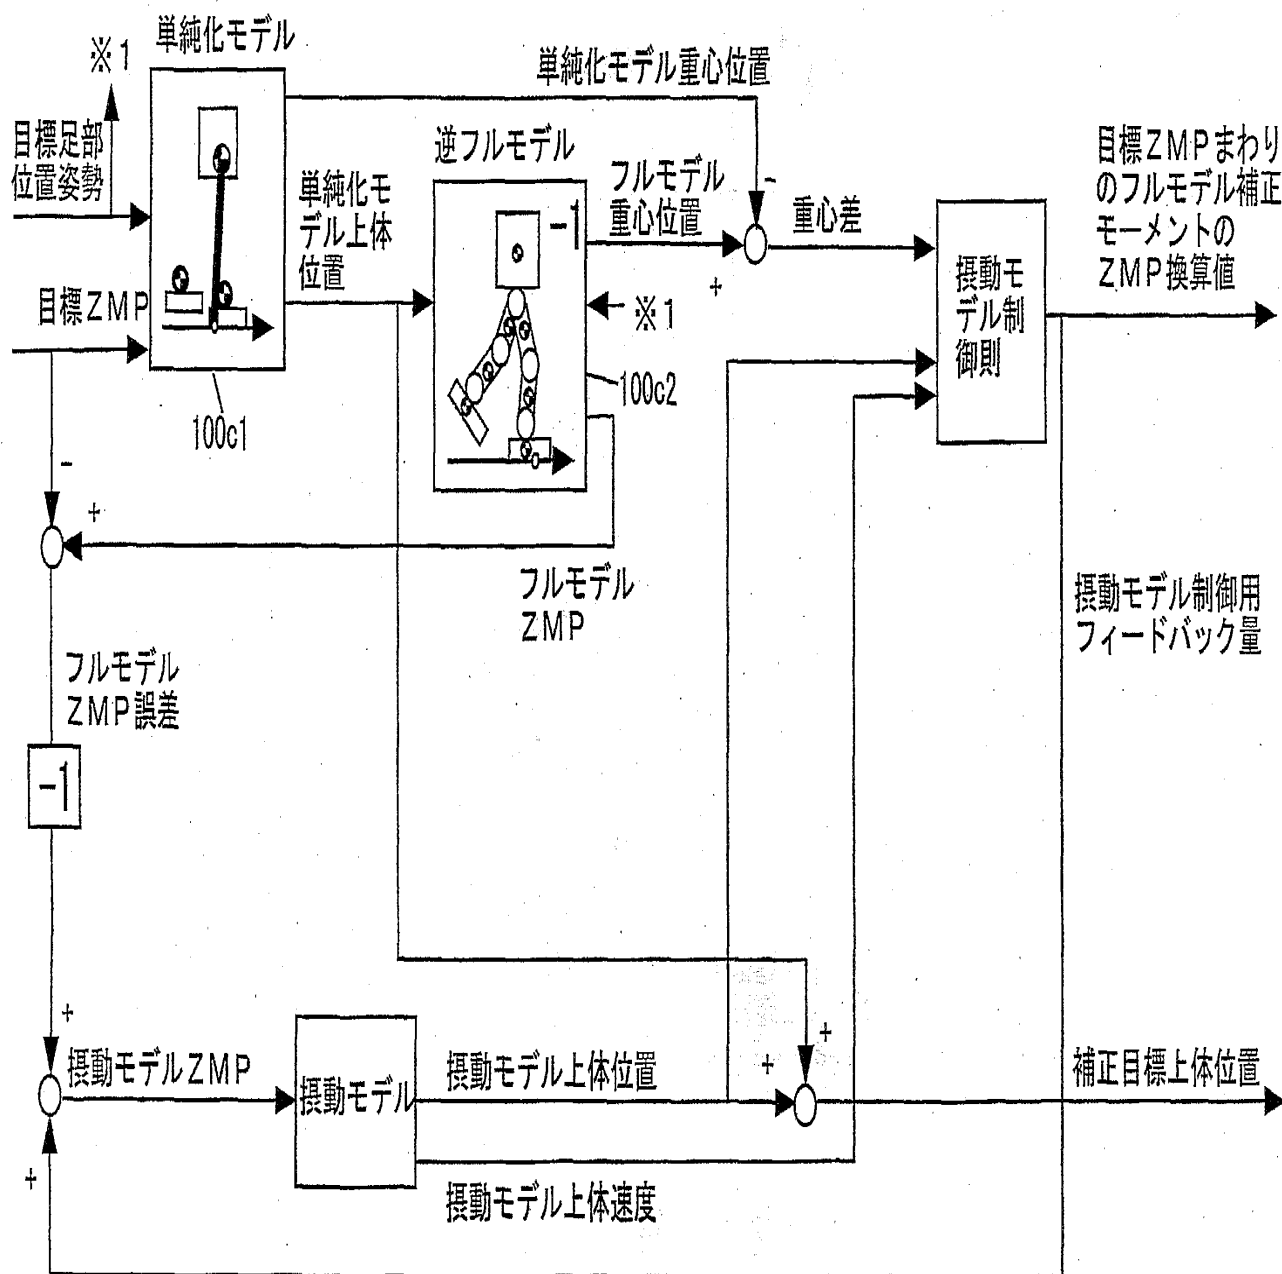 単純化モデル
※1
目標足部
位置姿勢
目標ZMP
100c1
単純化モデル重心位置
逆フルモデル
単純化モ
デル上体
位置
-1
フルモデル
重心位置
-
+
重心差
※1
100c2
摂動モ
デル制
御則
目標ZMPまわり
のフルモデル補正
モーメントの
ZMP換算値
-
+
フルモデル
ZMP
摂動モデル制御用
フィードバック量
フルモデル
ZMP誤差
-1
+
摂動モデルZMP
+
摂動モデル
摂動モデル上体位置
+
+
補正目標上体位置
摂動モデル上体速度